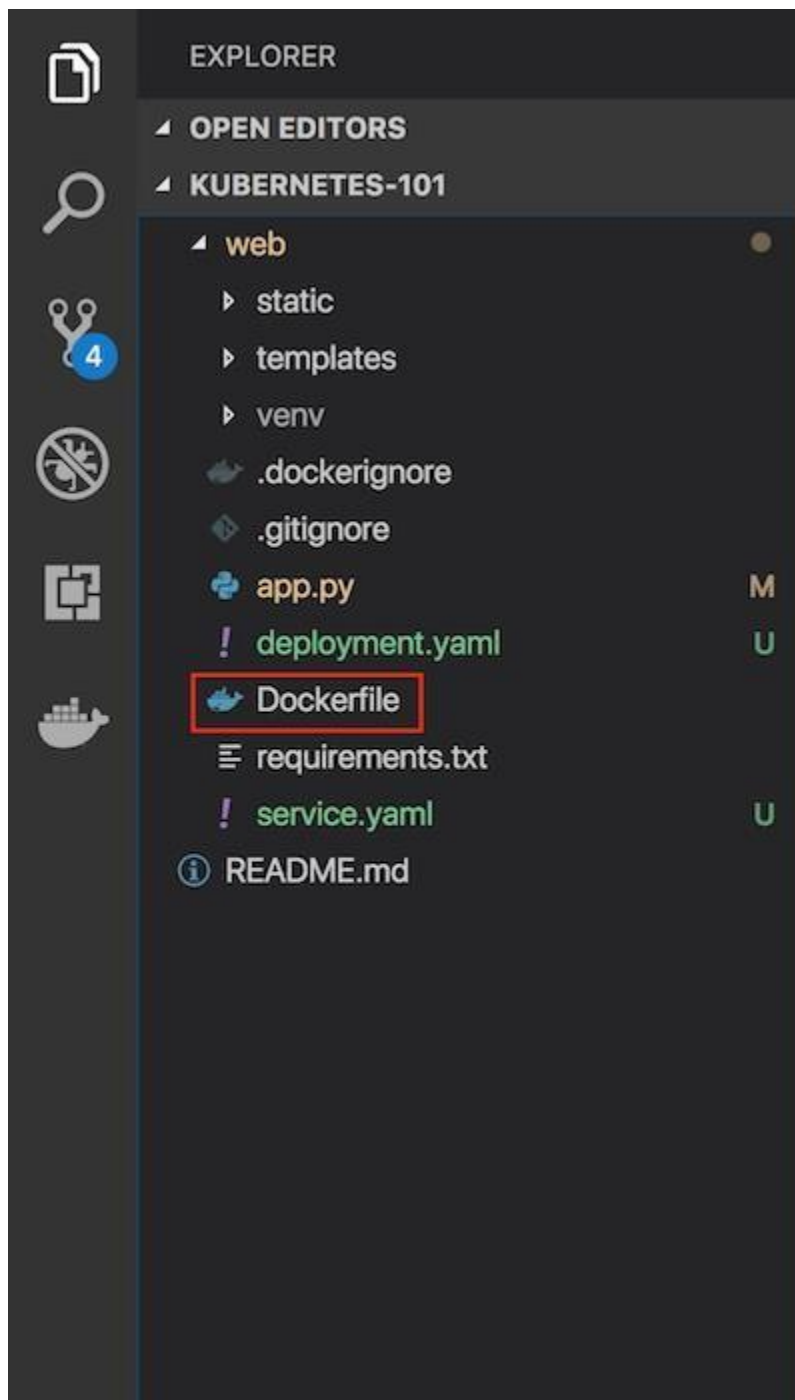 EXPLORER
OPEN EDITORS
KUBERNETES-101
web
static
templates
4
venv
.dockerignore
.gitignore
app.py M
deployment.yaml U
Dockerfile
requirements.txt
service.yaml U
README.md